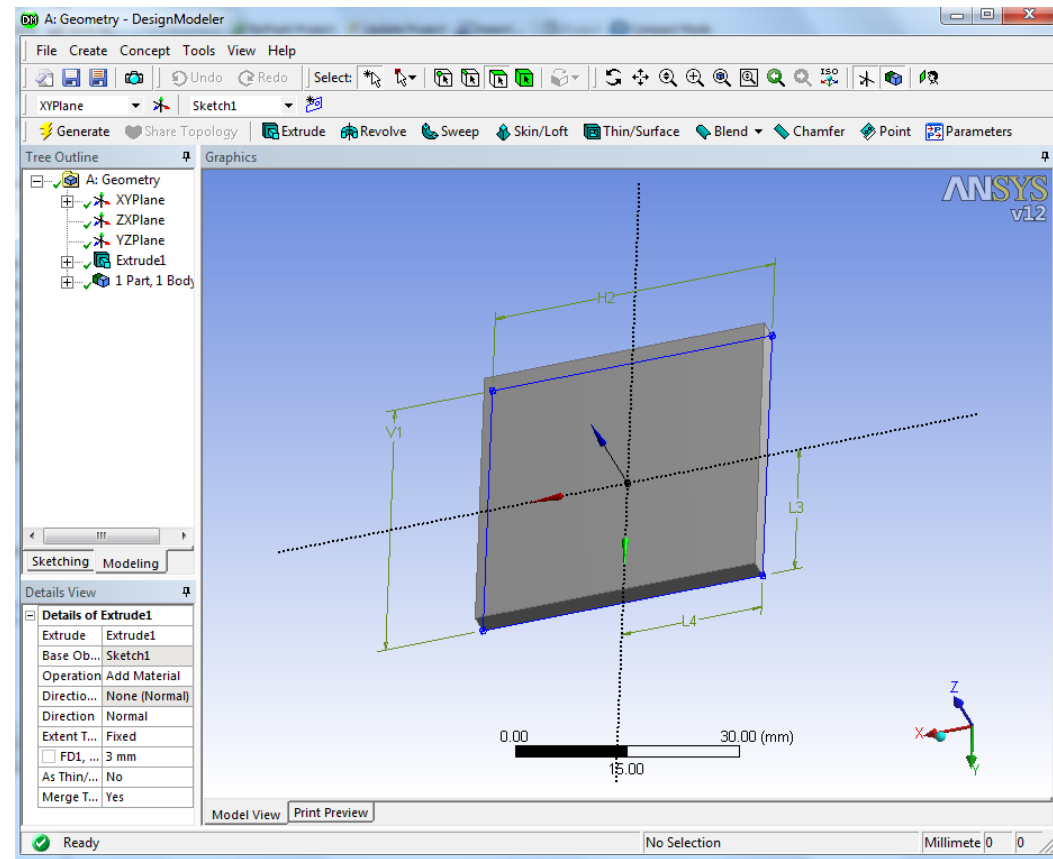 A: Geometry - DesignModeler
File Create Concept Tools View Help
Undo Redo Select: ISO
XYPlane Sketch1
Generate Share Topology Extrude Revolve Sweep Skin/Loft Thin/Surface Blend Chamfer Point Parameters
Tree Outline
A: Geometry
XYPlane
ZXPlane
YZPlane
Extrude1
1 Part, 1 Body
Sketching Modeling
Details View
Details of Extrude1
Extrude Extrude1
Base Ob... Sketch1
Operation Add Material
Directio... None (Normal)
Direction Normal
Extent T... Fixed
FD1, ... 3 mm
As Thin/... No
Merge T... Yes
Graphics
ANSYS
v12
H2
V1
L3
L4
0.00 30.00 (mm)
15.00
Z
X
Y
Model View Print Preview
Ready No Selection Millimete 0 0